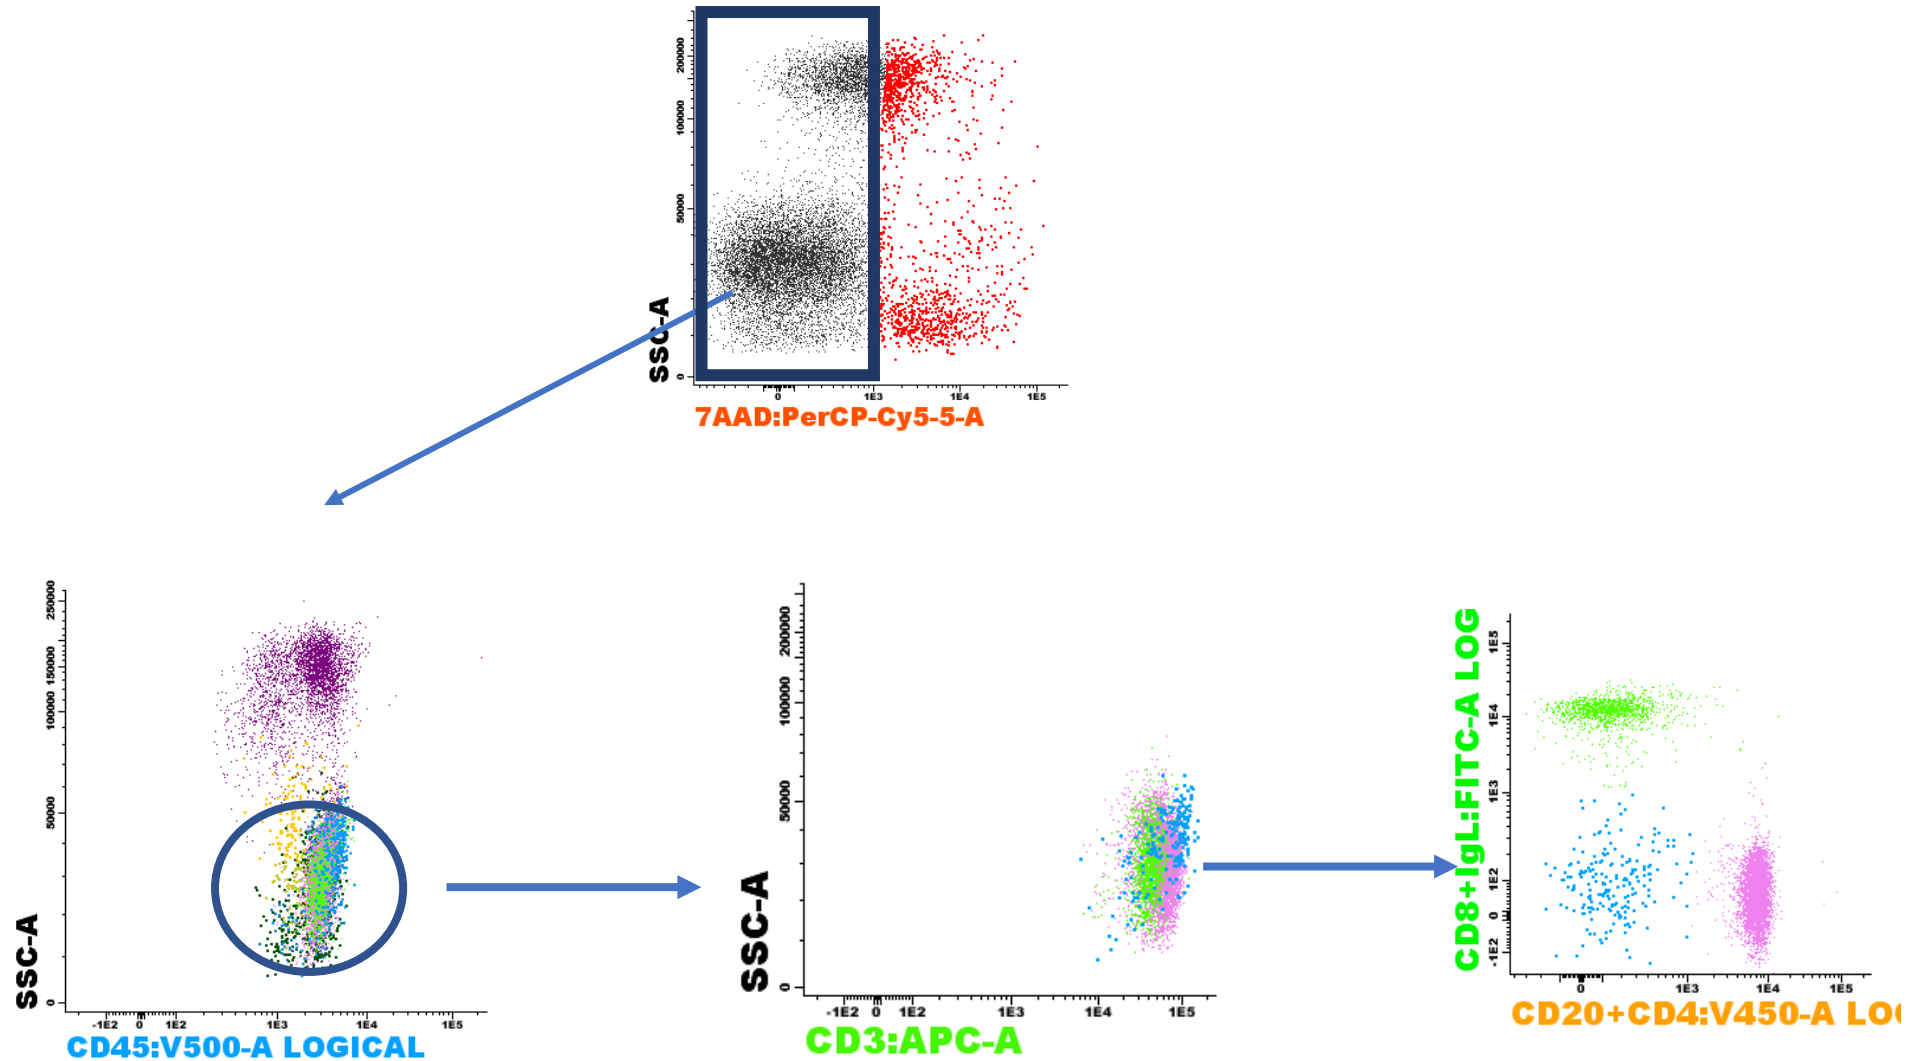 200000
100000
50000
0
SSC-A
0 1E3 1E4 1E5
7AAD:PerCP-Cy5-5-A
250000
150000
100000
50000
0
SSC-A
-1E2 0 1E2 1E3 1E4 1E5
CD45:V500-A LOGICAL
200000
100000
50000
0
SSC-A
-1E2 0 1E2 1E3 1E4 1E5
CD3:APC-A
CD8+IgL:FITC-A LOG
1E5
1E4
1E3
1E2
0
-1E2
0 1E3 1E4 1E5
CD20+CD4:V450-A LO